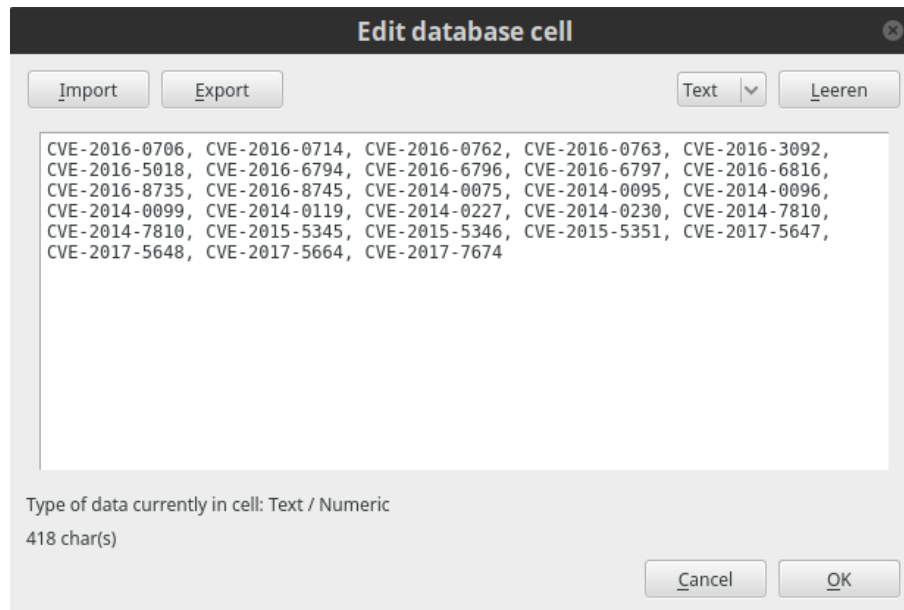 Edit database cell
Import Export Text Leeren
CVE-2016-0706, CVE-2016-0714, CVE-2016-0762, CVE-2016-0763, CVE-2016-3092,
CVE-2016-5018, CVE-2016-6794, CVE-2016-6796, CVE-2016-6797, CVE-2016-6816,
CVE-2016-8735, CVE-2016-8745, CVE-2014-0075, CVE-2014-0095, CVE-2014-0096,
CVE-2014-0099, CVE-2014-0119, CVE-2014-0227, CVE-2014-0230, CVE-2014-7810,
CVE-2014-7810, CVE-2015-5345, CVE-2015-5346, CVE-2015-5351, CVE-2017-5647,
CVE-2017-5648, CVE-2017-5664, CVE-2017-7674
Type of data currently in cell: Text / Numeric
418 char(s)
Cancel OK